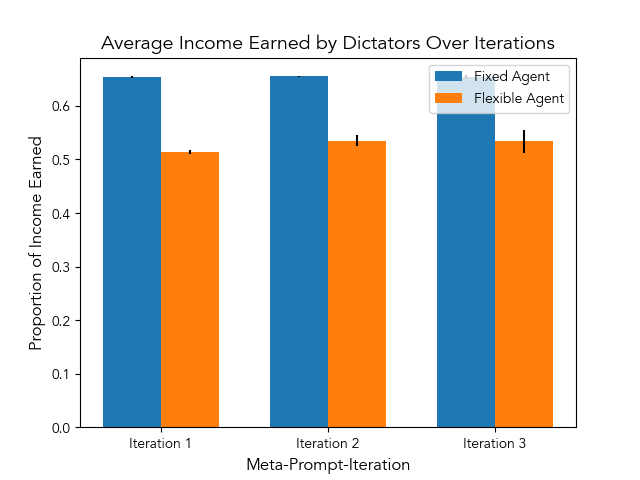 Average Income Earned by Dictators Over Iterations
Fixed Agent
Flexible Agent
Proportion of Income Earned
0.6
0.5
0.4
0.3
0.2
0.1
0.0
Iteration 1
Iteration 2
Iteration 3
Meta-Prompt-Iteration